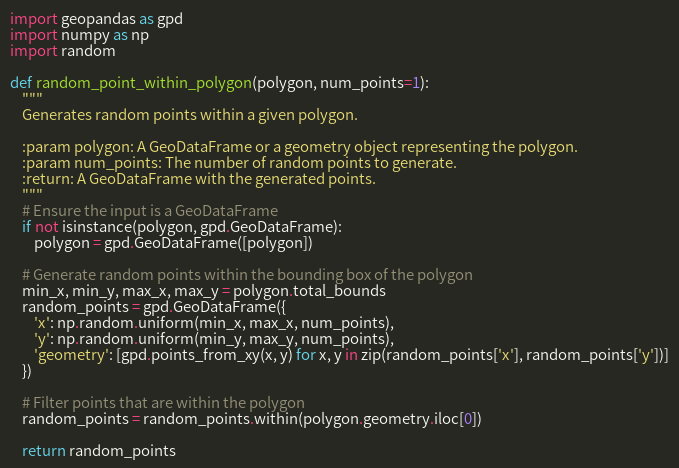 import geopandas as gpd
import numpy as np
import random
def random_point_within_polygon(polygon, num_points=1):
"""
Generates random points within a given polygon.
:param polygon: A GeoDataFrame or a geometry object representing the polygon.
:param num_points: The number of random points to generate.
:return: A GeoDataFrame with the generated points.
"""
# Ensure the input is a GeoDataFrame
if not isinstance(polygon, gpd.GeoDataFrame):
polygon = gpd.GeoDataFrame([polygon])
# Generate random points within the bounding box of the polygon
min_x, min_y, max_x, max_y = polygon.total_bounds
random_points = gpd.GeoDataFrame({
'x': np.random.uniform(min_x, max_x, num_points),
'y': np.random.uniform(min_y, max_y, num_points),
'geometry': [gpd.points_from_xy(x, y) for x, y in zip(random_points['x'], random_points['y'])]
})
# Filter points that are within the polygon
random_points = random_points.within(polygon.geometry.iloc[0])
return random_points